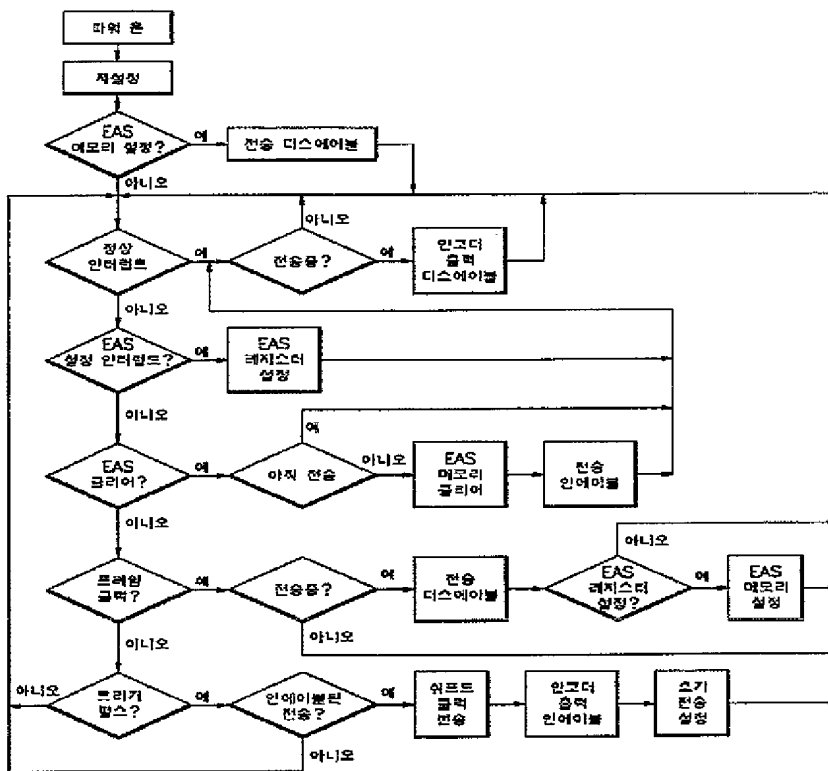 파워 온
재설정
EAS
메모리 설정?
예
전송 디스에이블
아니오
정상
인터럽트
예
전송중?
아니오
예
인코더
출력
디스에이블
아니오
EAS
설정 인터럽트?
예
EAS
레지스터
설정
아니오
예
EAS
클리어?
예
아직 전송
아니오
EAS
메모리
클리어
전송
인에이블
아니오
아니오
프레임
클럭?
예
전송중?
예
전송
디스에이블
EAS
레지스터
설정?
예
EAS
메모리
설정
아니오
아니오
아니오
트리거
펄스?
예
인에이블된
전송?
예
쉬프트
클럭
전송
인코더
출력
인에이블
초기
전송
설정
아니오